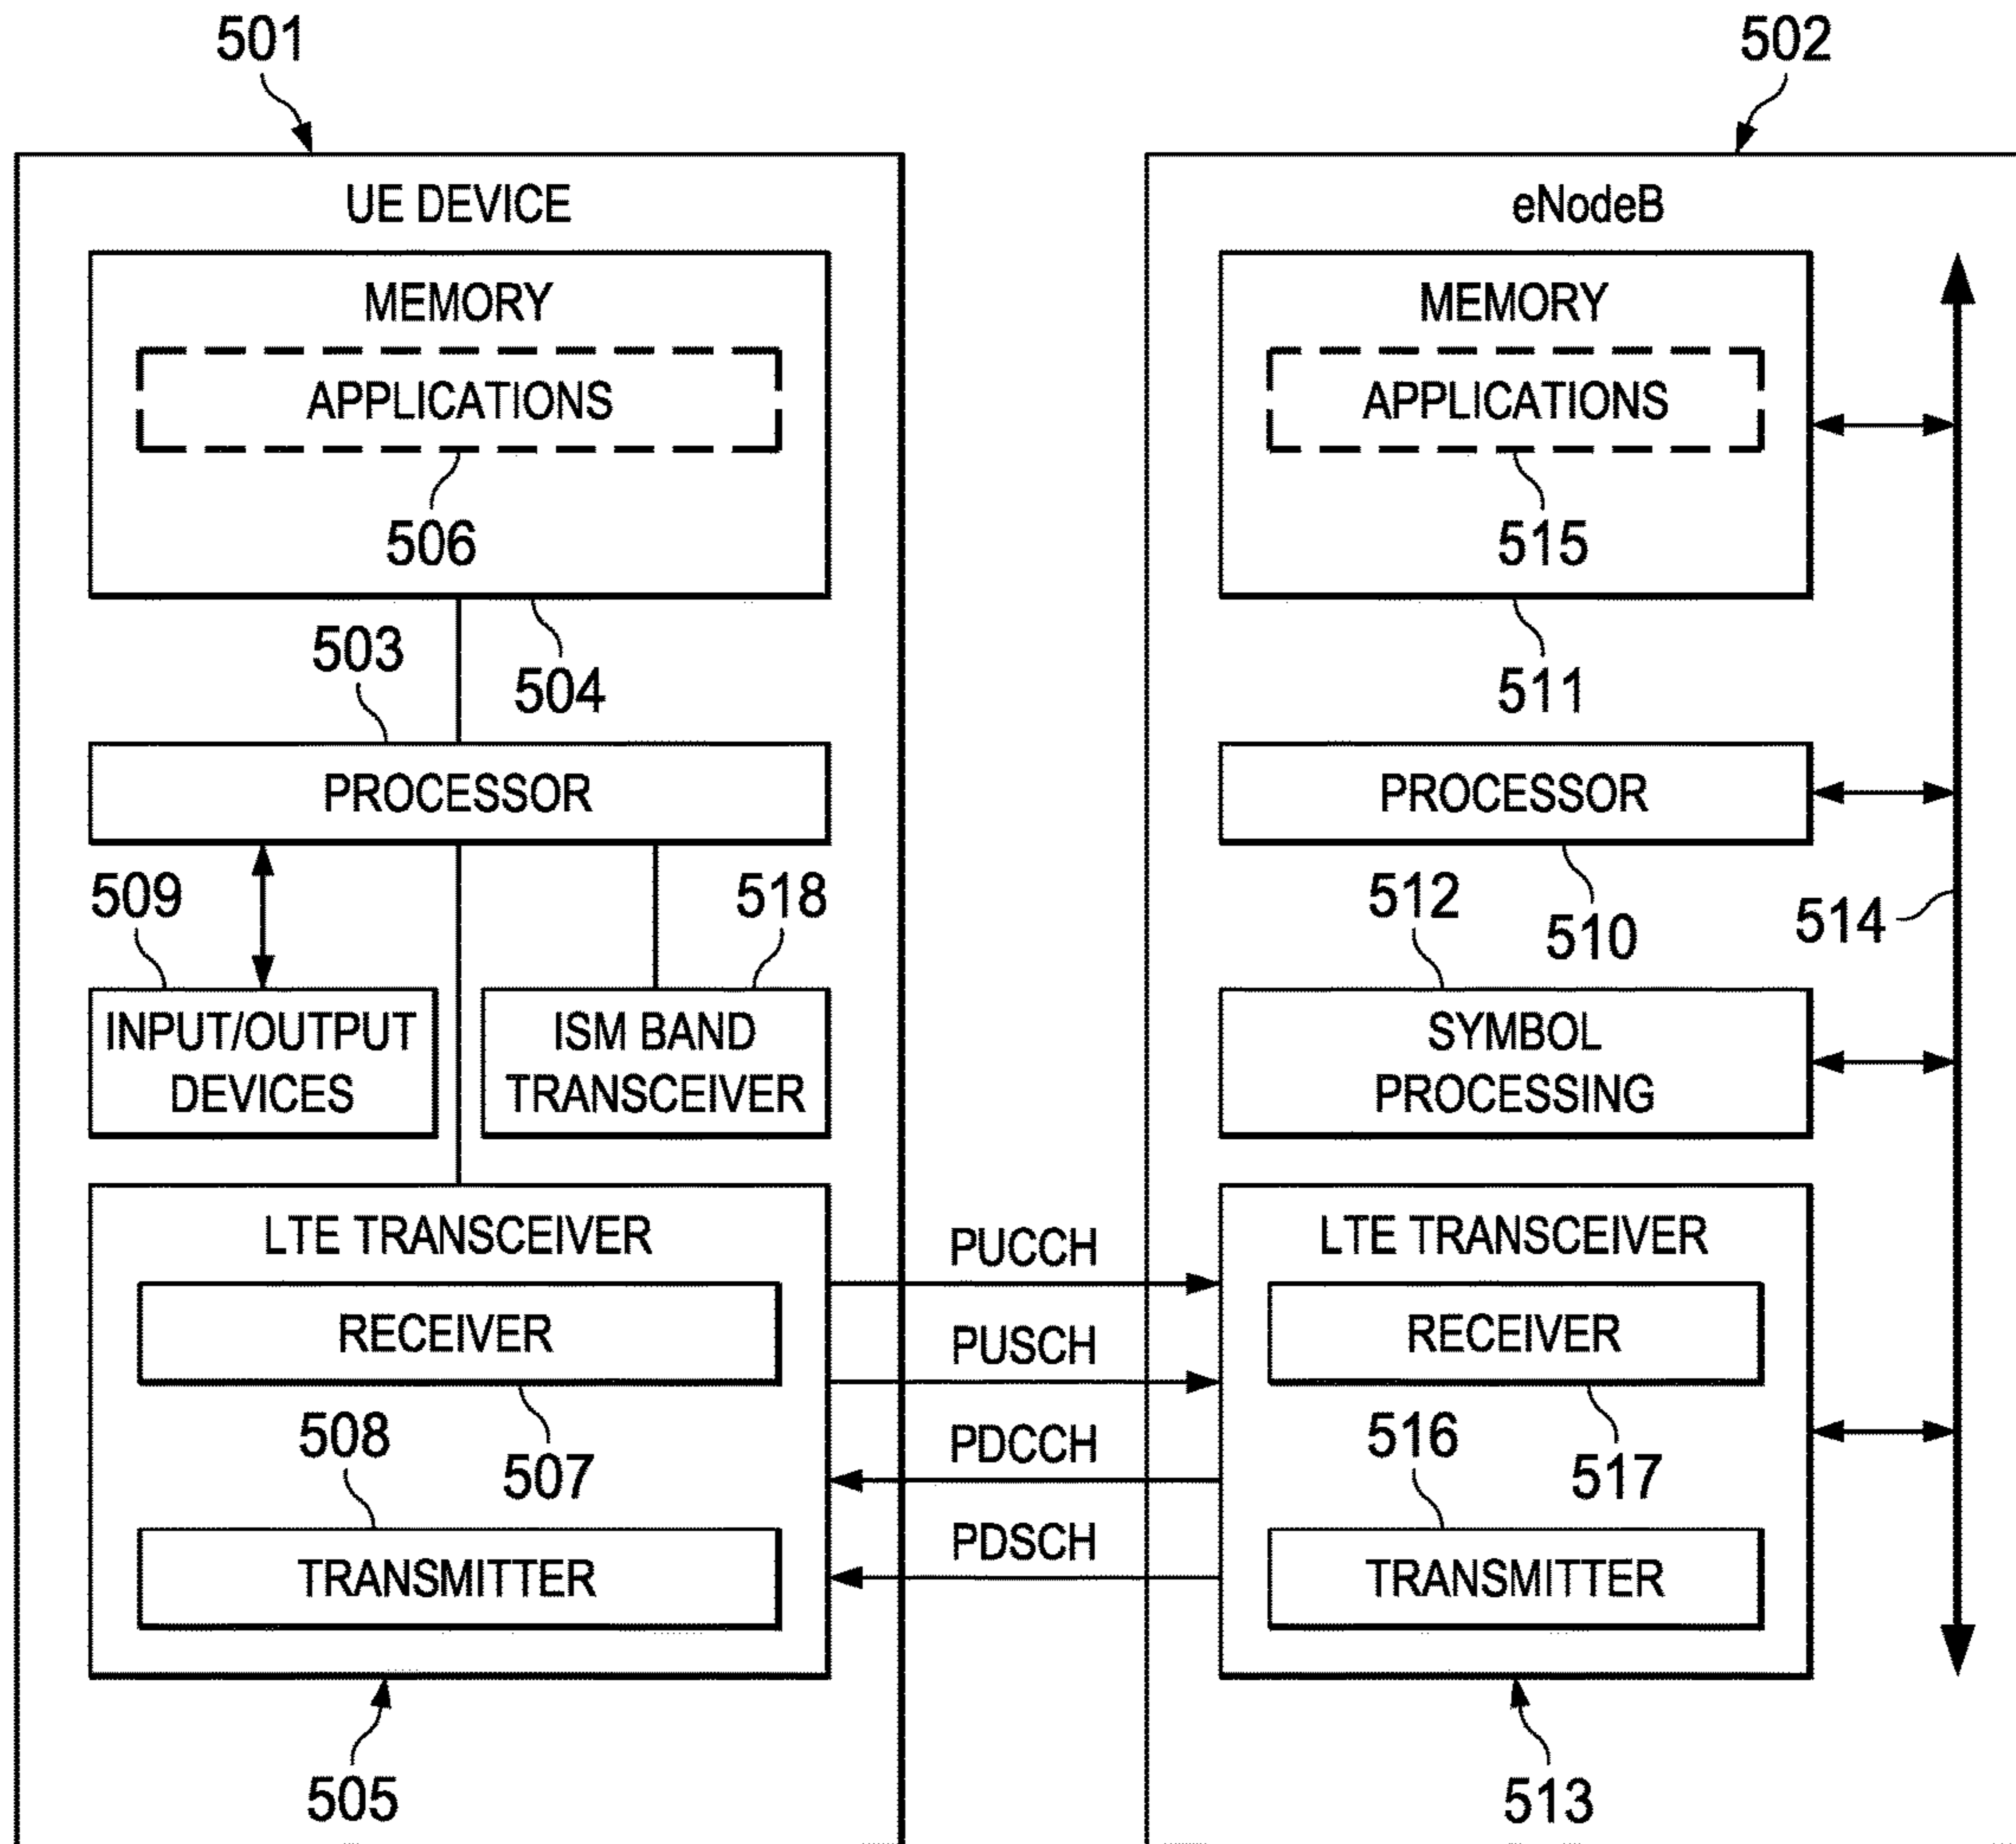 501
502
UE DEVICE
eNodeB
MEMORY
APPLICATIONS
506
MEMORY
APPLICATIONS
515
503
504
511
PROCESSOR
PROCESSOR
509
518
512
510
514
INPUT/OUTPUT
DEVICES
ISM BAND
TRANSCEIVER
SYMBOL
PROCESSING
LTE TRANSCEIVER
RECEIVER
508
507
TRANSMITTER
PUCCH
PUSCH
PDCCH
PDSCH
LTE TRANSCEIVER
RECEIVER
516
517
TRANSMITTER
505
513